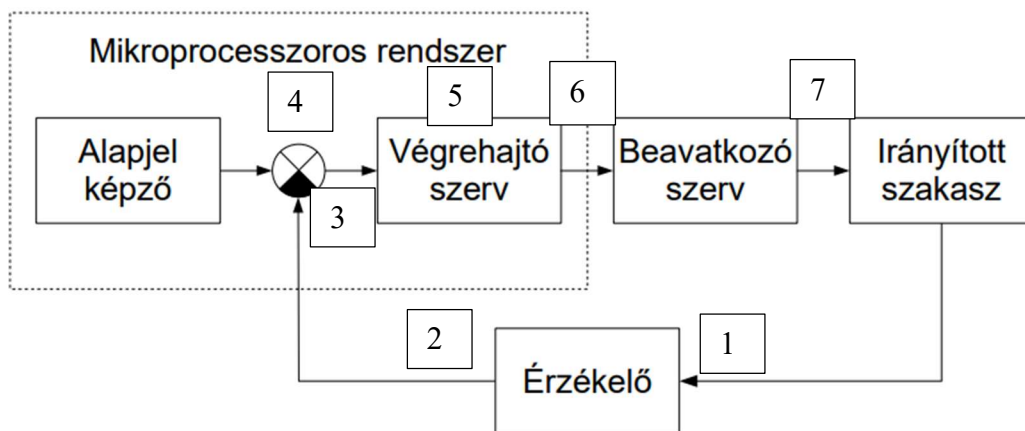 Mikroprocesszoros rendszer
4
5
6
7
Alapjel
képző
Végrehajtó
szerv
Beavatkozó
szerv
Irányított
szakasz
3
2
1
Érzékelő